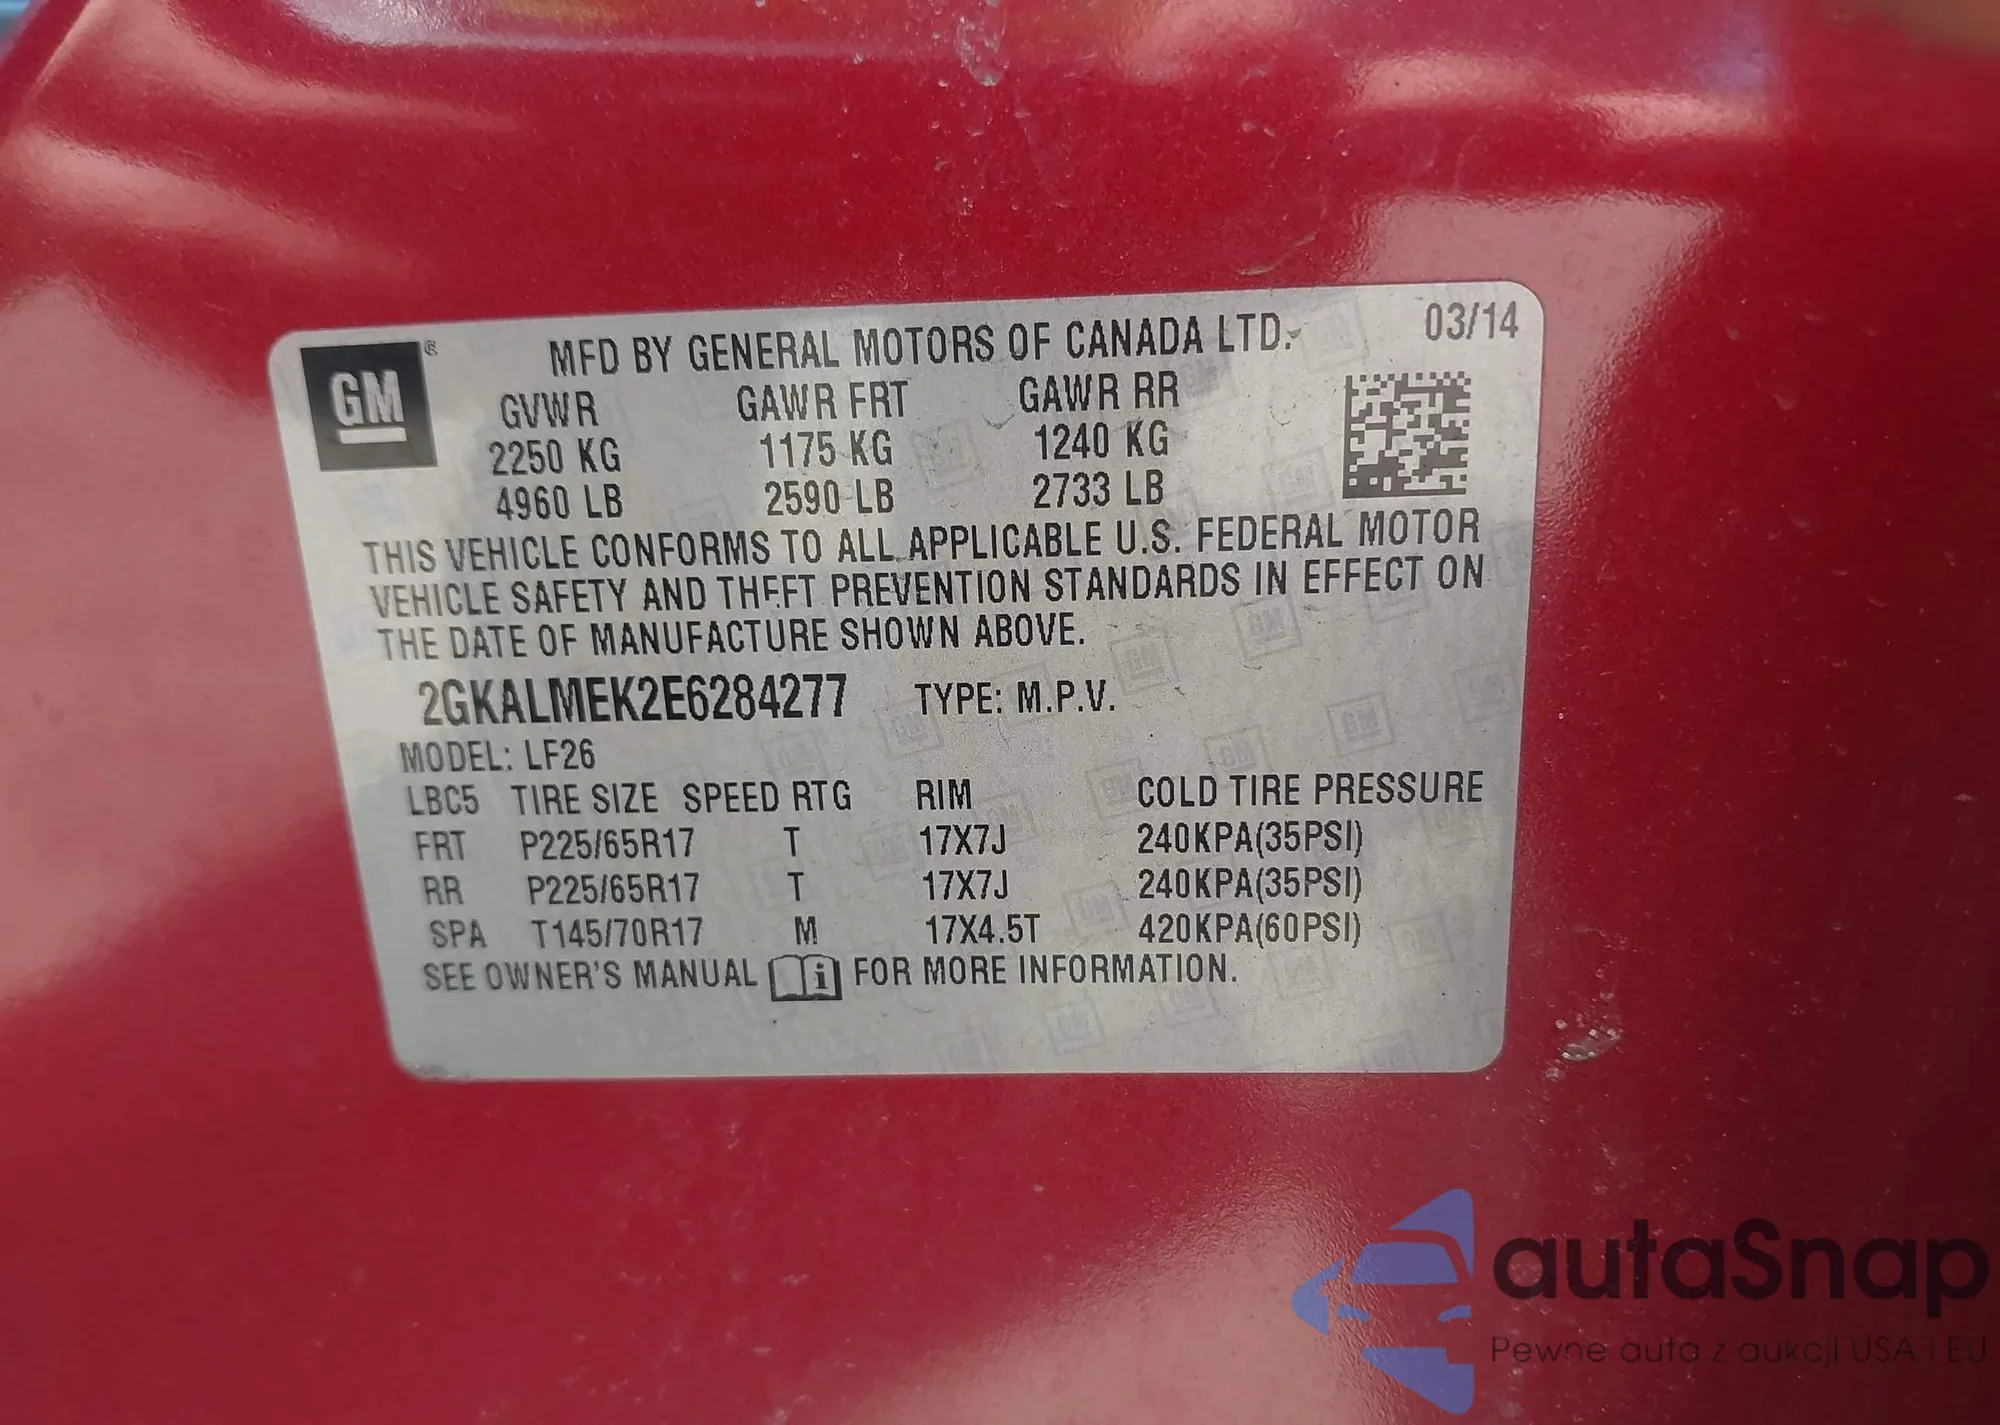 GM ®
MFD BY GENERAL MOTORS OF CANADA LTD.
03/14
GVWR GAWR FRT GAWR RR
2250 KG 1175 KG 1240 KG
4960 LB 2590 LB 2733 LB
THIS VEHICLE CONFORMS TO ALL APPLICABLE U.S. FEDERAL MOTOR
VEHICLE SAFETY AND THEFT PREVENTION STANDARDS IN EFFECT ON
THE DATE OF MANUFACTURE SHOWN ABOVE.
2GKALMEK2E6284277 TYPE: M.P.V.
MODEL: LF26
LBC5 TIRE SIZE SPEED RTG RIM COLD TIRE PRESSURE
FRT P225/65R17 T 17X7J 240KPA(35PSI)
RR P225/65R17 T 17X7J 240KPA(35PSI)
SPA T145/70R17 M 17X4.5T 420KPA(60PSI)
SEE OWNER'S MANUAL FOR MORE INFORMATION.
autaSnap
Pewne auta z aukcji USA i EU